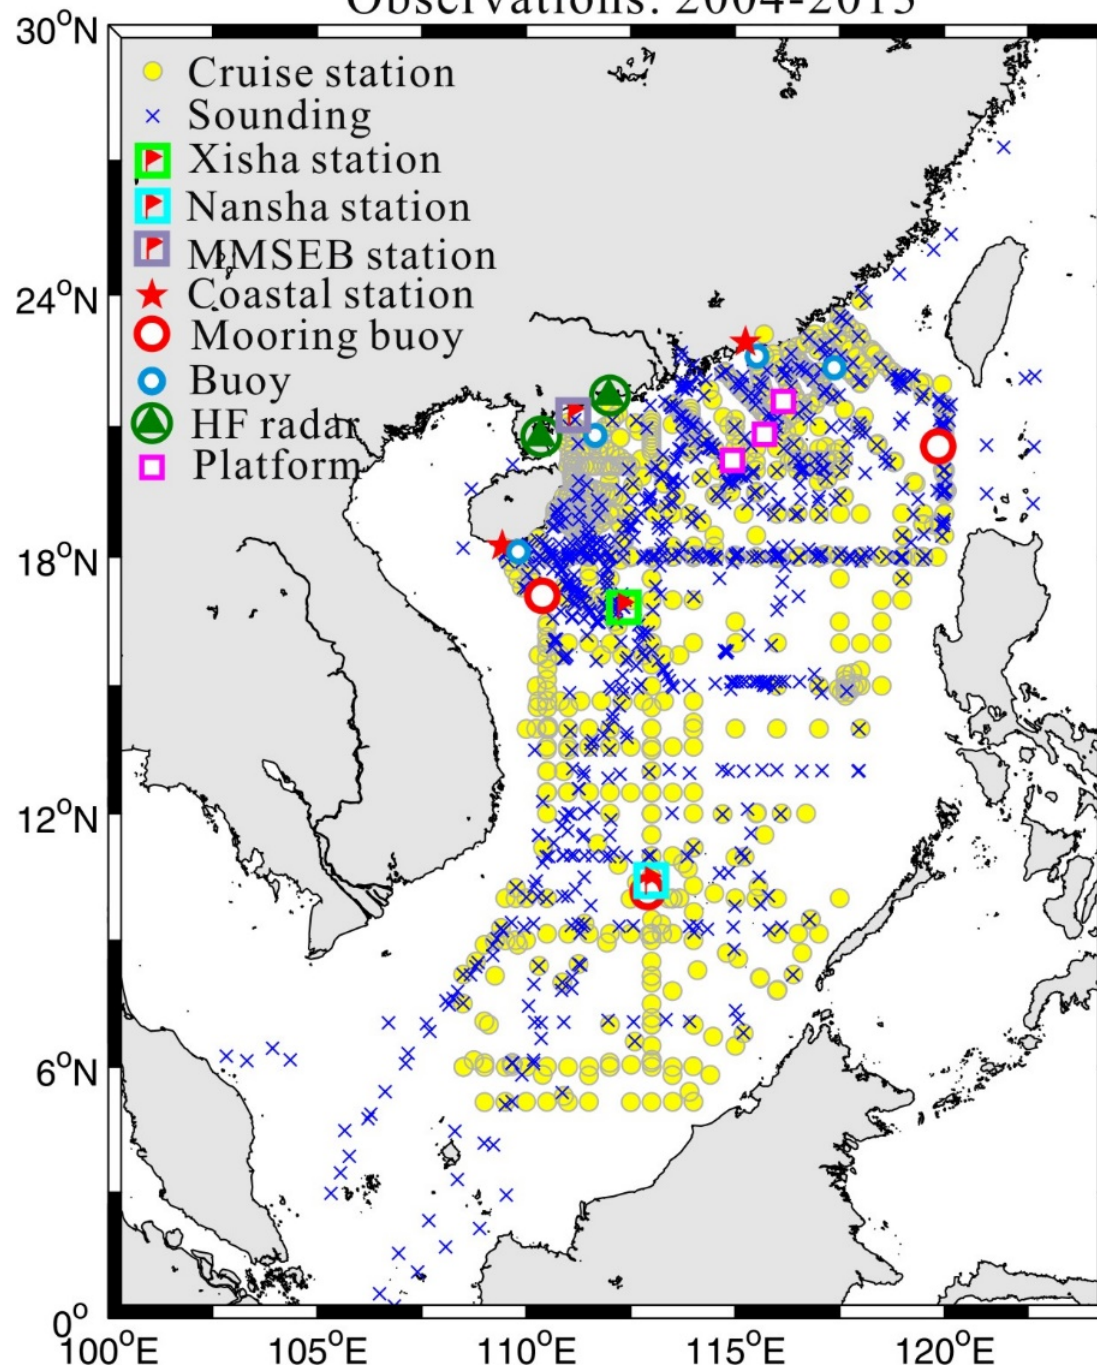 Observations: 2004-2015
30°N
Cruise station
Sounding
Xisha station
Nansha station
MMSEB station
24°N
Coastal station
Mooring buoy
Buoy
HF radar
Platform
18°N
12°N
6°N
0°
100°E 105°E 110°E 115°E 120°E